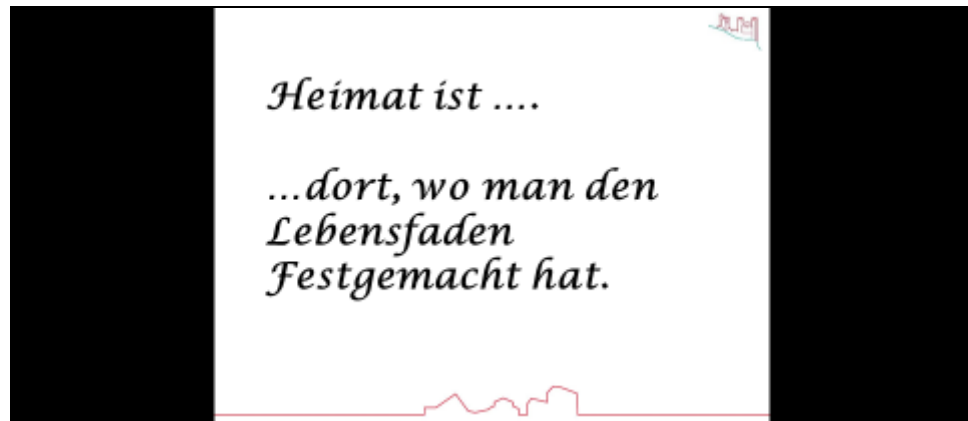 Heimat ist ....
...dort, wo man den
Lebensfaden
Festgemacht hat.